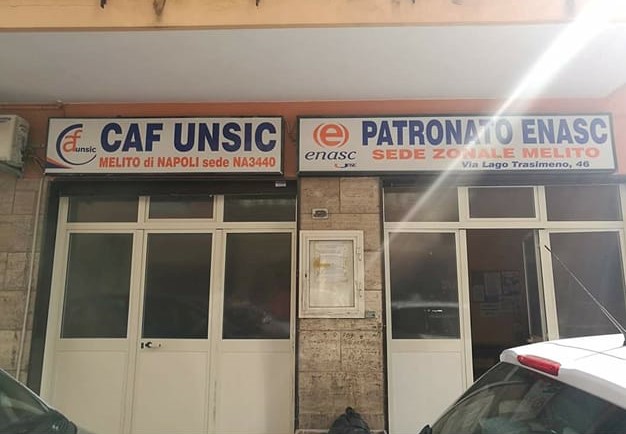 caf unsic
CAF UNSIC
MELITO di NAPOLI sede NA3440
e
enasc
PATRONATO ENASC
SEDE ZONALE MELITO
Via Lago Trasimeno, 46